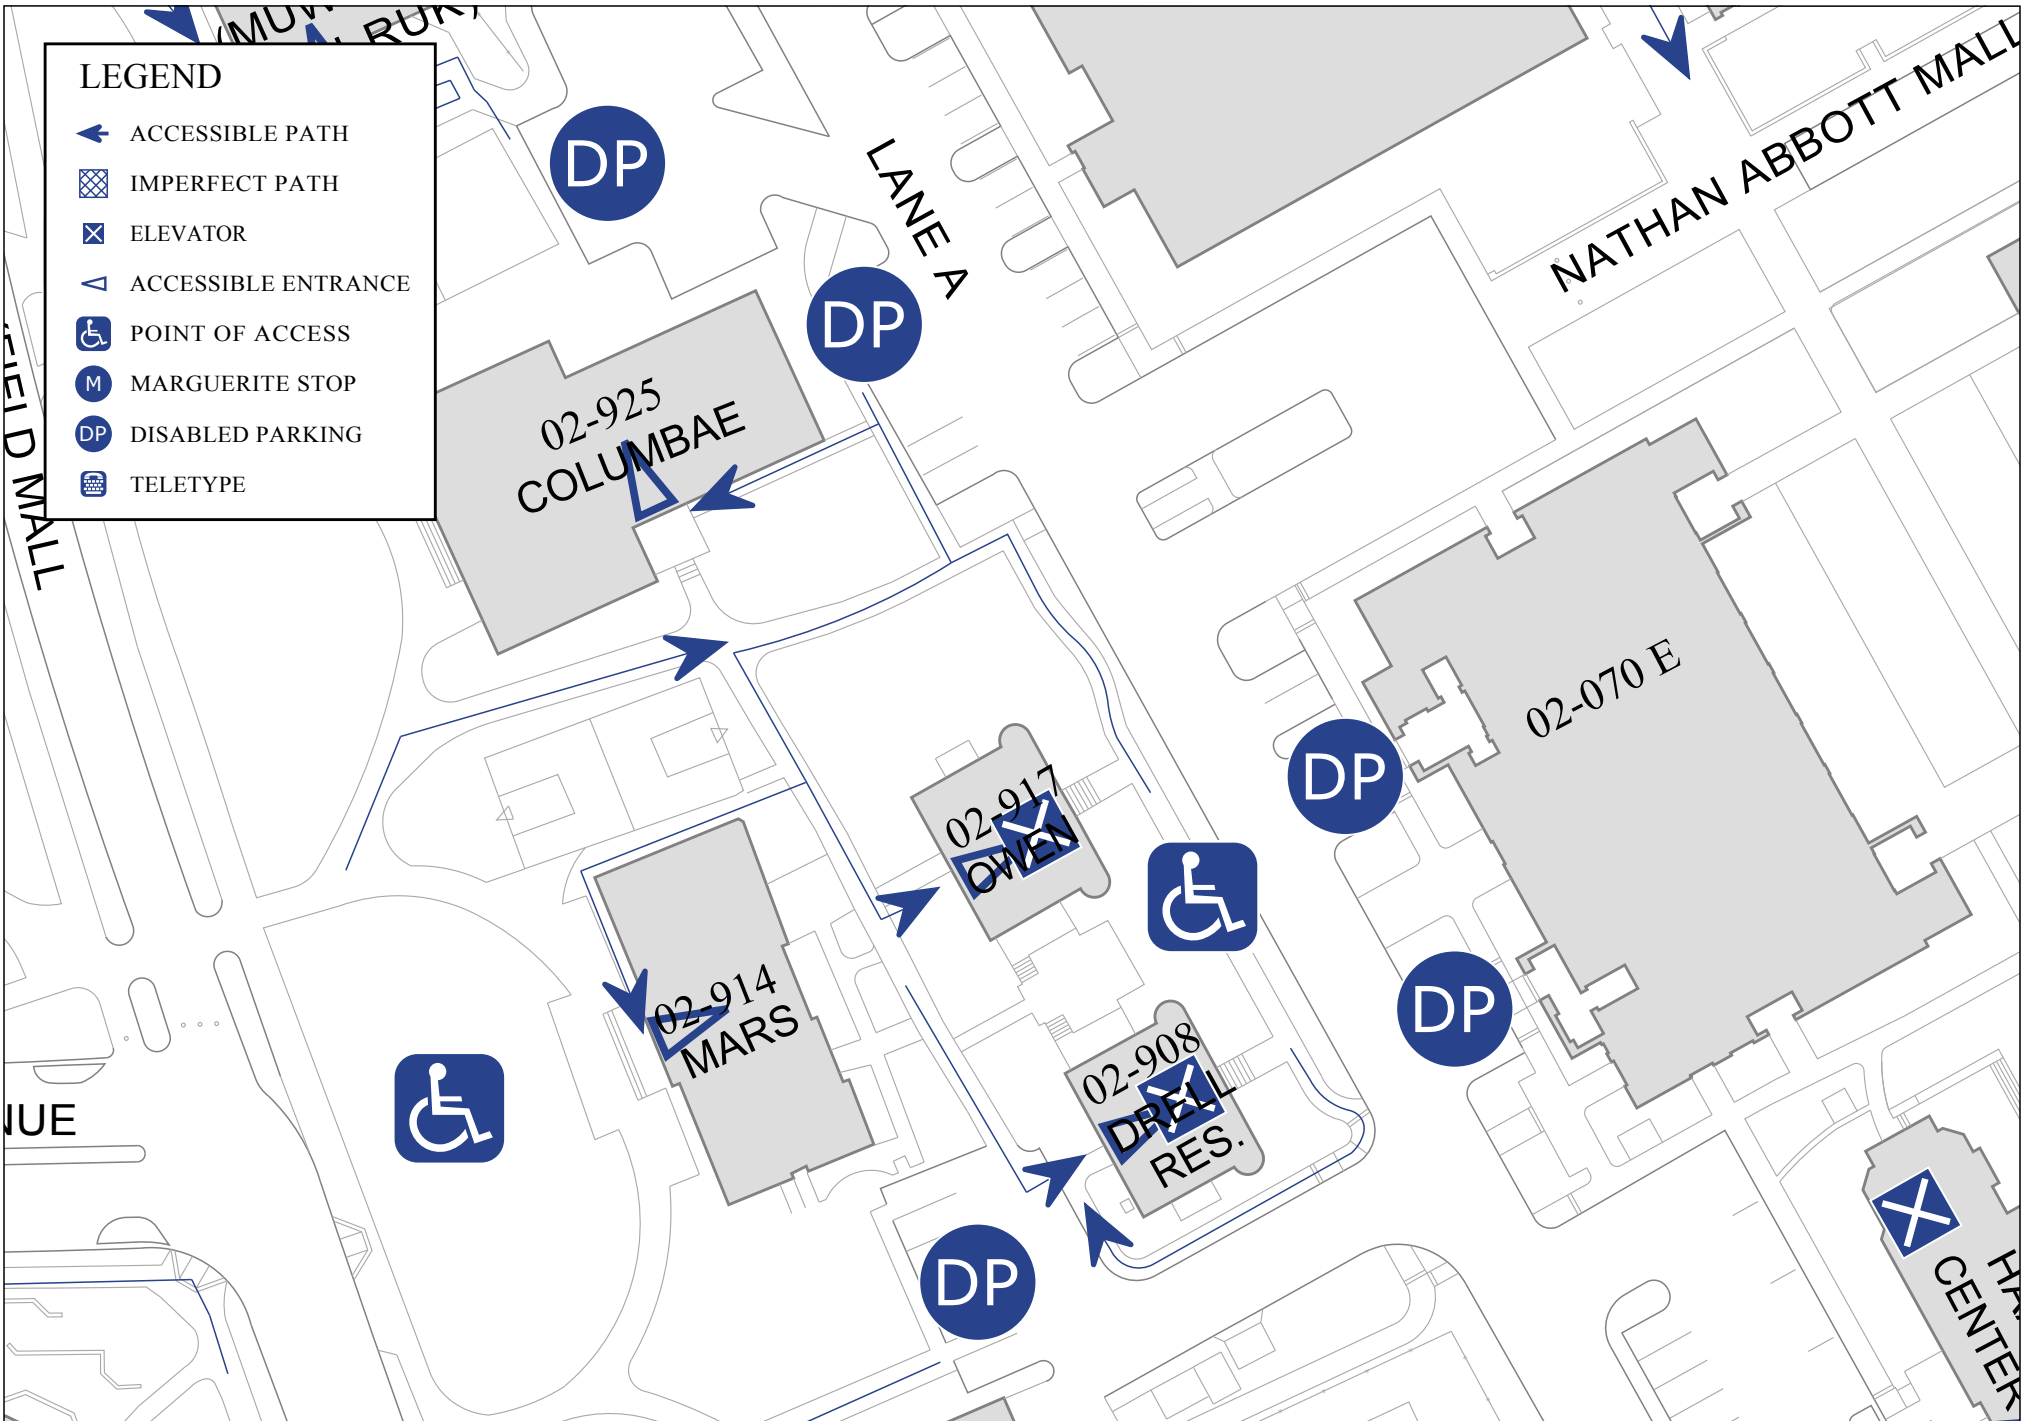 LEGEND
ACCESSIBLE PATH
IMPERFECT PATH
ELEVATOR
ACCESSIBLE ENTRANCE
POINT OF ACCESS
M MARGUERITE STOP
DP DISABLED PARKING
TELETYPE
DP
DP
LANE A
NATHAN ABBOTT MALL
02-925
COLUMBAE
MALL
02-070 E
DP
02-917
OWEN
02-914
MARS
DP
02-908
DRELL
RES.
DP
CENTER